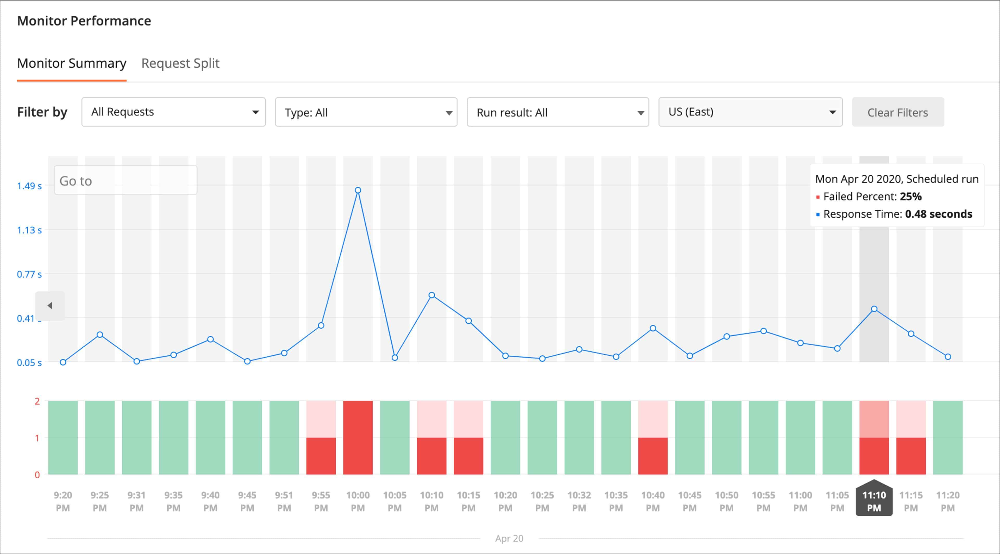 Monitor Performance
Monitor Summary Request Split
Filter by All Requests Type: All Run result: All US (East) Clear Filters
Go to
1.49 s
1.13 s
0.77 s
0.41
0.05 s
Mon Apr 20 2020, Scheduled run
Failed Percent: 25%
Response Time: 0.48 seconds
2
1
0
9:20 9:25 9:31 9:35 9:40 9:45 9:51 9:55 10:00 10:05 10:10 10:15 10:20 10:25 10:32 10:35 10:40 10:45 10:50 10:55 11:00 11:05 11:10 11:15 11:20
PM PM PM PM PM PM PM PM PM PM PM PM PM PM PM PM PM PM PM PM PM PM PM PM PM
Apr 20